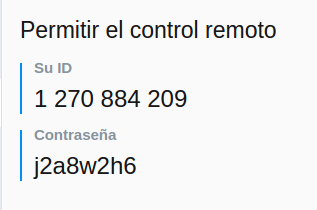 Permitir el control remoto
Su ID
1 270 884 209
Contraseña
j2a8w2h6